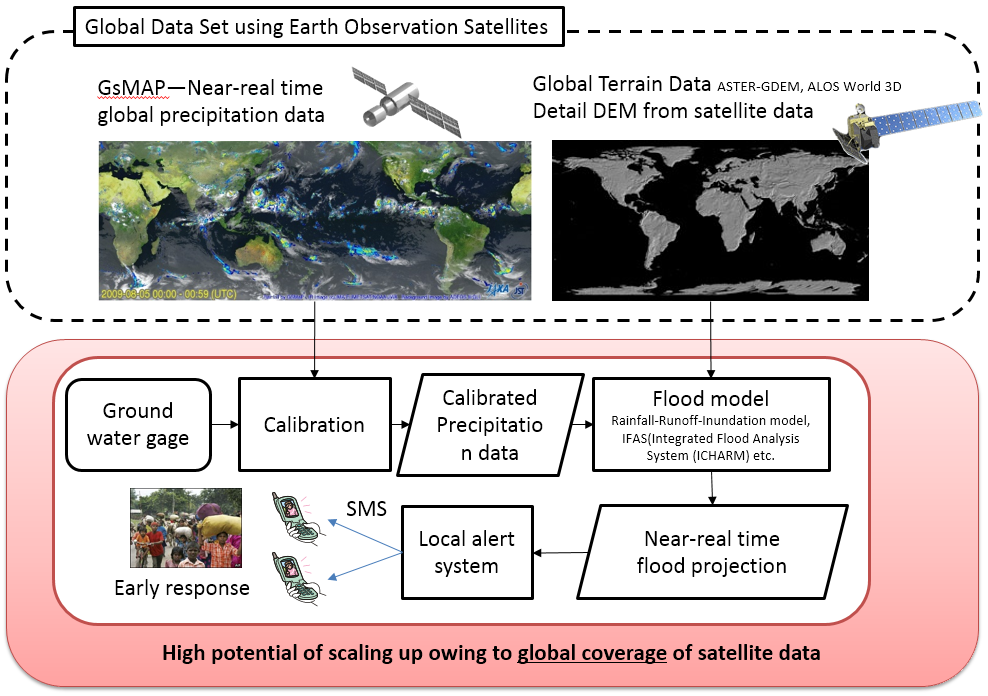 Global Data Set using Earth Observation Satellites
GsMAP—Near-real time
global precipitation data
Global Terrain Data ASTER-GDEM, ALOS World 3D
Detail DEM from satellite data
2009-08-05 00:00 - 00:59 (UTC)
JAXA JST
Ground
water gage
Calibration
Calibrated
Precipitatio
n data
Flood model
Rainfall-Runoff-Inundation model,
IFAS(Integrated Flood Analysis
System (ICHARM) etc.
SMS
Local alert
system
Near-real time
flood projection
Early response
High potential of scaling up owing to global coverage of satellite data